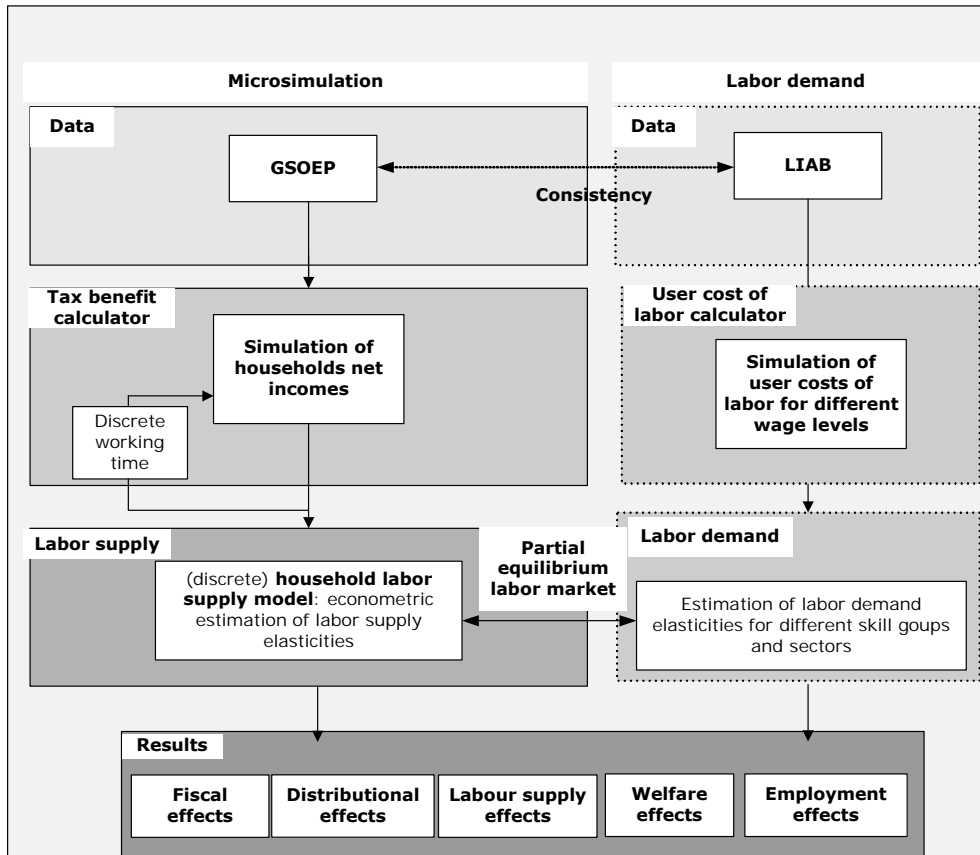 Microsimulation
Labor demand
Data
Data
GSOEP
LIAB
Consistency
Tax benefit
calculator
User cost of
labor calculator
Simulation of
households net
incomes
Simulation of
user costs of
labor for different
wage levels
Discrete
working
time
Labor supply
Partial
equilibrium
labor market
Labor demand
(discrete) household labor
supply model: econometric
estimation of labor supply
elasticities
Estimation of labor demand
elasticities for different skill goups
and sectors
Results
Fiscal
effects
Distributional
effects
Labour supply
effects
Welfare
effects
Employment
effects